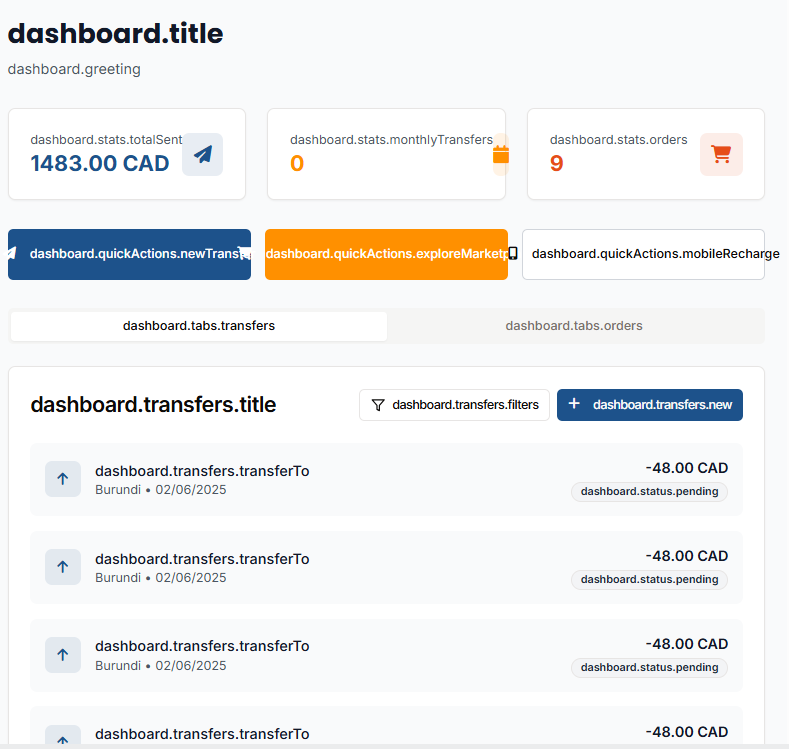 dashboard.title
dashboard.greeting
dashboard.stats.totalSent
1483.00 CAD
dashboard.stats.monthlyTransfers
0
dashboard.stats.orders
9
dashboard.quickActions.newTrans
dashboard.quickActions.exploreMarketp
dashboard.quickActions.mobileRecharge
dashboard.tabs.transfers
dashboard.tabs.orders
dashboard.transfers.title
dashboard.transfers.filters
dashboard.transfers.new
dashboard.transfers.transferTo
-48.00 CAD
Burundi • 02/06/2025
dashboard.status.pending
dashboard.transfers.transferTo
-48.00 CAD
Burundi • 02/06/2025
dashboard.status.pending
dashboard.transfers.transferTo
-48.00 CAD
Burundi • 02/06/2025
dashboard.status.pending
dashboard.transfers.transferTo
-48.00 CAD